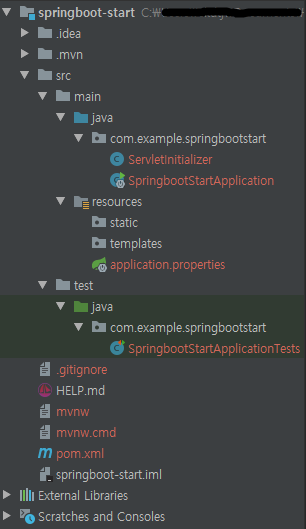 springboot-start C:₩
.idea
.mvn
src
main
java
com.example.springbootstart
ServletInitializer
SpringbootStartApplication
resources
static
templates
application.properties
test
java
com.example.springbootstart
SpringbootStartApplicationTests
.gitignore
HELP.md
mvnw
mvnw.cmd
pom.xml
springboot-start.iml
External Libraries
Scratches and Consoles